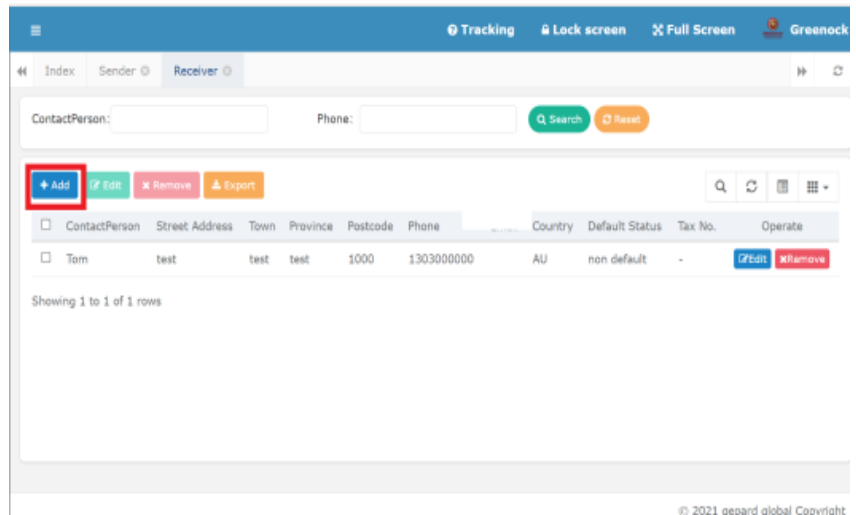 Tracking Lock screen Full Screen Greenock
Index Sender Receiver
ContactPerson: Phone: Search Reset
+ Add Edit Remove Export
ContactPerson Street Address Town Province Postcode Phone Country Default Status Tax No. Operate
Tom test test test 1000 1303000000 AU non default - Edit Remove
Showing 1 to 1 of 1 rows
© 2021 gepard global Copyright